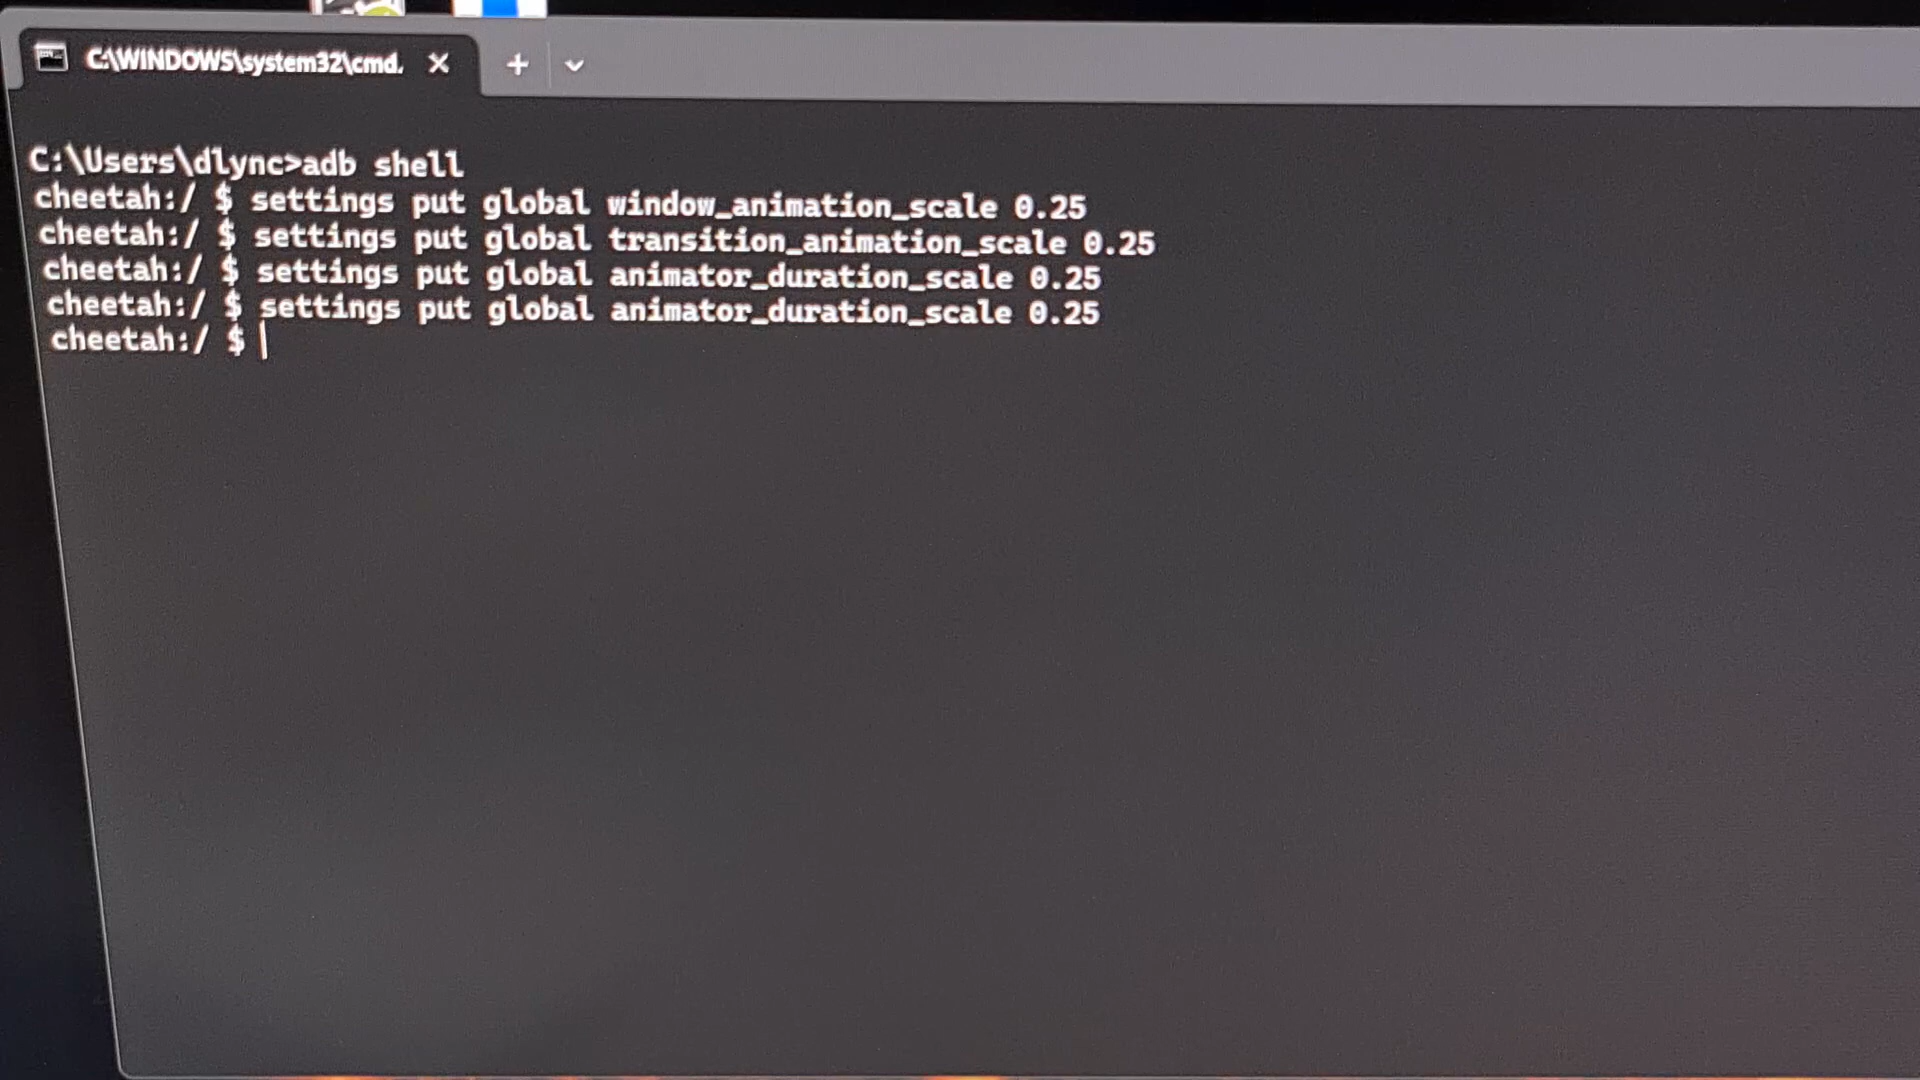 C:\WINDOWS\system32\cmd.
C:\Users\dlync>adb shell
cheetah:/ $ settings put global window_animation_scale 0.25
cheetah:/ $ settings put global transition_animation_scale 0.25
cheetah:/ $ settings put global animator_duration_scale 0.25
cheetah:/ $ settings put global animator_duration_scale 0.25
cheetah:/ $